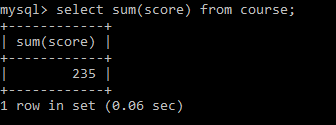 mysql> select sum(score) from course;
+------------+
| sum(score) |
+------------+
|        235 |
+------------+
1 row in set (0.06 sec)